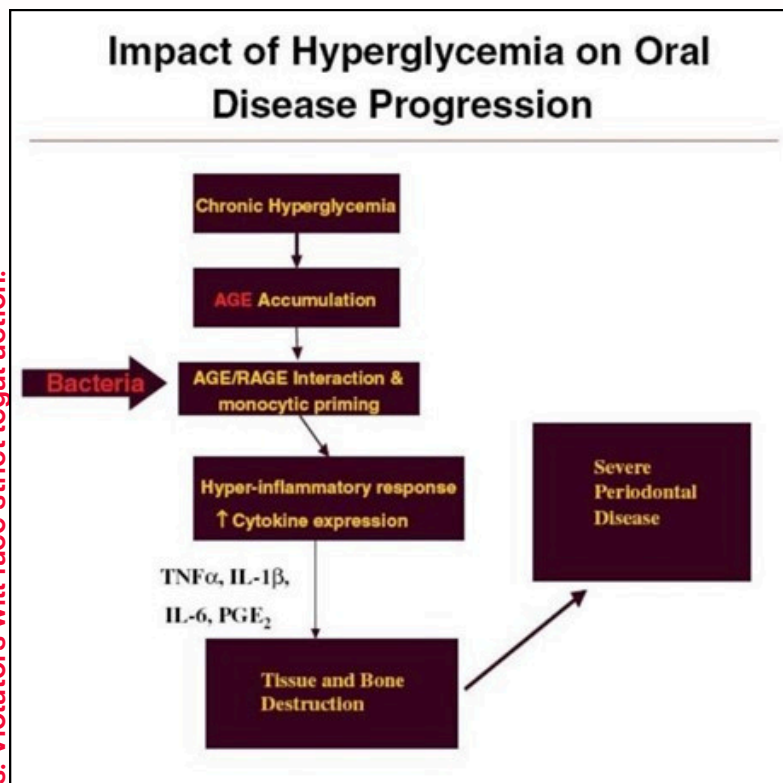 Impact of Hyperglycemia on Oral
Disease Progression
Chronic Hyperglycemia
AGE Accumulation
Bacteria
AGE/RAGE Interaction &
monocytic priming
Hyper-inflammatory response
↑ Cytokine expression
TNFα, IL-1β,
IL-6, PGE₂
Tissue and Bone
Destruction
Severe
Periodontal
Disease
s. Violators will face strict legal action.